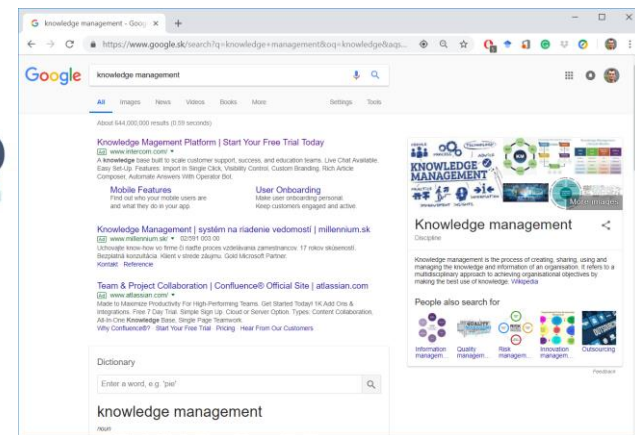 knowledge management - Goog
https://www.google.sk/search?q=knowledge+management&oq=knowledge&aqs...
Google
knowledge management
All Images News Videos Books More Settings Tools
About 644,000,000 results (0.59 seconds)
Knowledge Magement Platform | Start Your Free Trial Today
Ad www.intercom.com/
A knowledge base built to scale customer support, success, and education teams. Live Chat Available.
Easy Set-Up. Features: Import in Single Click, Visibility Control, Custom Branding, Rich Article
Composer, Automate Answers With Operator Bot.
Mobile Features
Find out why your mobile users are
and what they do in your app.
User Onboarding
Make user onboarding personal.
Keep customers engaged and active.
Knowledge Management | systém na riadenie vedomostí | millennium.sk
Ad www.millennium.sk/ 02/591 003 00
Uchovajte know-how vo firme či riaďte proces vzdelávania zamestnancov. 17 rokov skúseností.
Bezplatná konzultácia. Klient v strede záujmu. Gold Microsoft Partner.
Kontakt Referencie
Team & Project Collaboration | Confluence® Official Site | atlassian.com
Ad www.atlassian.com/
Made to Maximize Productivity For High-Performing Teams. Get Started Today! 1K Add Ons &
Integrations. Free 7 Day Trial. Simple Sign Up. Cloud or Server Option. Types: Content Collaboration,
All-In-One Knowledge Base, Single Page Teamwork.
Why Confluence®? Start Your Free Trial Pricing Hear From Our Customers
Dictionary
Enter a word, e.g. 'pie'
knowledge management
noun
KNOWLEDGE
MANAGEMENT
More images
Knowledge management
Discipline
Knowledge management is the process of creating, sharing, using and
managing the knowledge and information of an organisation. It refers to a
multidisciplinary approach to achieving organisational objectives by
making the best use of knowledge. Wikipedia
People also search for
Information
managem...
Quality
managem...
Risk
managem...
Innovation
managem...
Outsourcing
Feedback